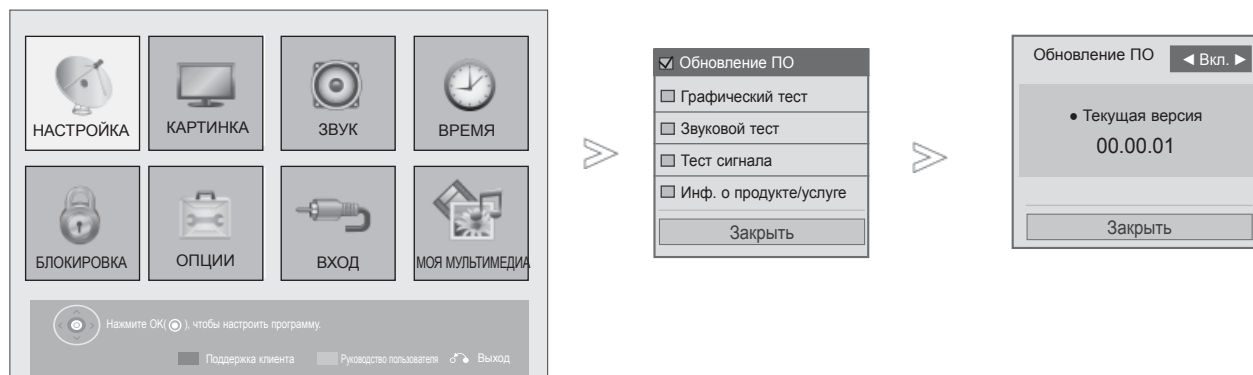 НАСТРОЙКА
КАРТИНКА
ЗВУК
ВРЕМЯ
БЛОКИРОВКА
ОПЦИИ
ВХОД
МОЯ МУЛЬТИМЕДИА
Нажмите OK( ), чтобы настроить программу.
Поддержка клиента Руководство пользователя Выход
Обновление ПО
Графический тест
Звуковой тест
Тест сигнала
Инф. о продукте/услуге
Закрыть
Обновление ПО ◄ Вкл. ►
● Текущая версия
00.00.01
Закрыть